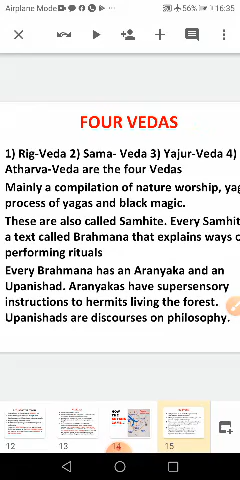 Airplane Mode
56%
16:35
FOUR VEDAS
1) Rig-Veda 2) Sama- Veda 3) Yajur-Veda 4)
Atharva-Veda are the four Vedas
Mainly a compilation of nature worship, yag
process of yagas and black magic.
These are also called Samhite. Every Samhit
a text called Brahmana that explains ways o
performing rituals
Every Brahmana has an Aranyaka and an
Upanishad. Aranyakas have supersensory
instructions to hermits living the forest.
Upanishads are discourses on philosophy.
12
13
14
15